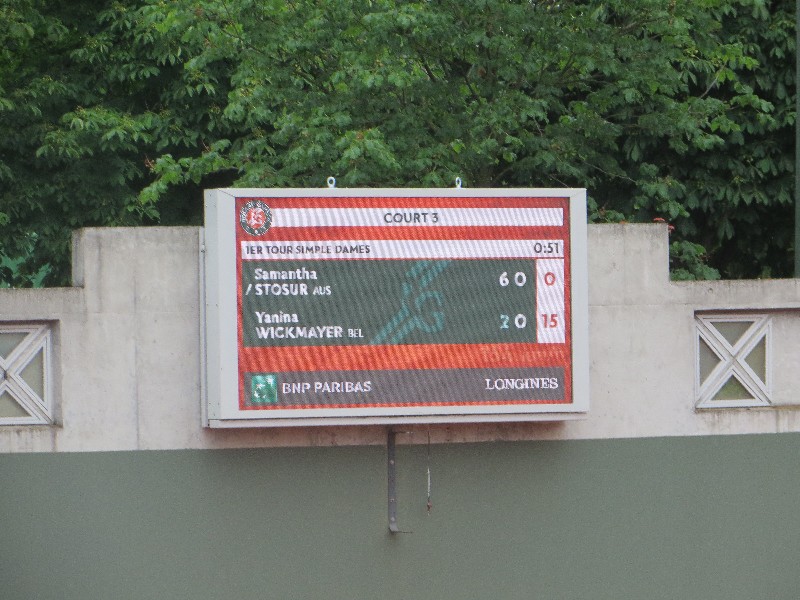 COURT 3
1ER TOUR SIMPLE DAMES 0:51
Samantha
/ STOSUR AUS 6 0 0
Yanina
WICKMAYER BEL 2 0 15
BNP PARIBAS LONGINES